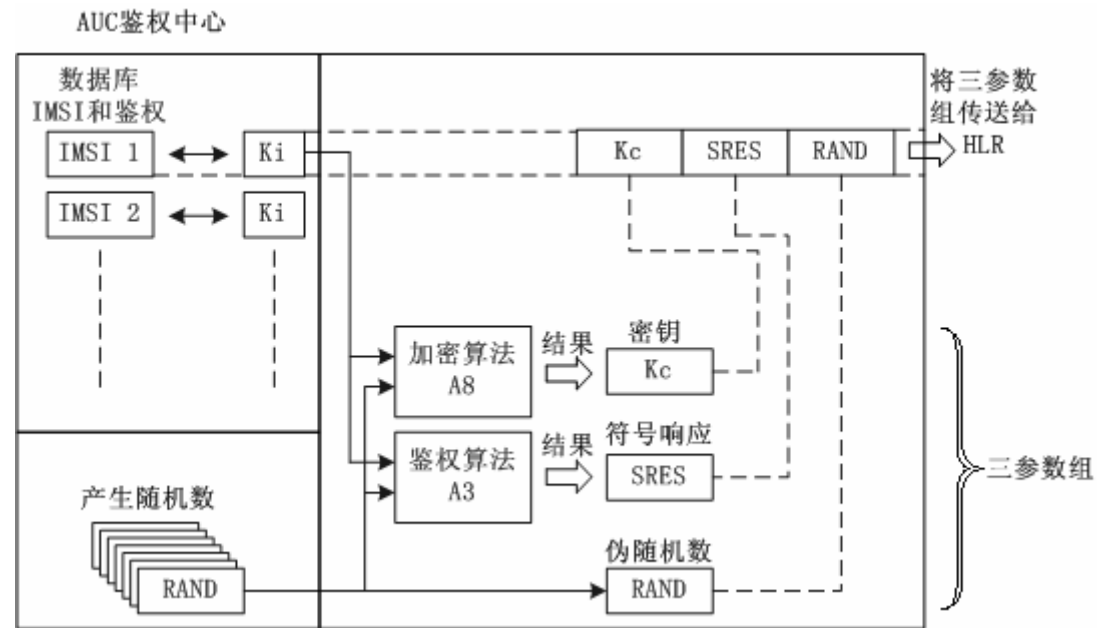 AUC鉴权中心
数据库
IMSI和鉴权
IMSI 1
Ki
Kc
SRES
RAND
将三参数
组传送给
HLR
IMSI 2
Ki
加密算法
A8
结果
密钥
Kc
鉴权算法
A3
结果
符号响应
SRES
三参数组
产生随机数
RAND
伪随机数
RAND